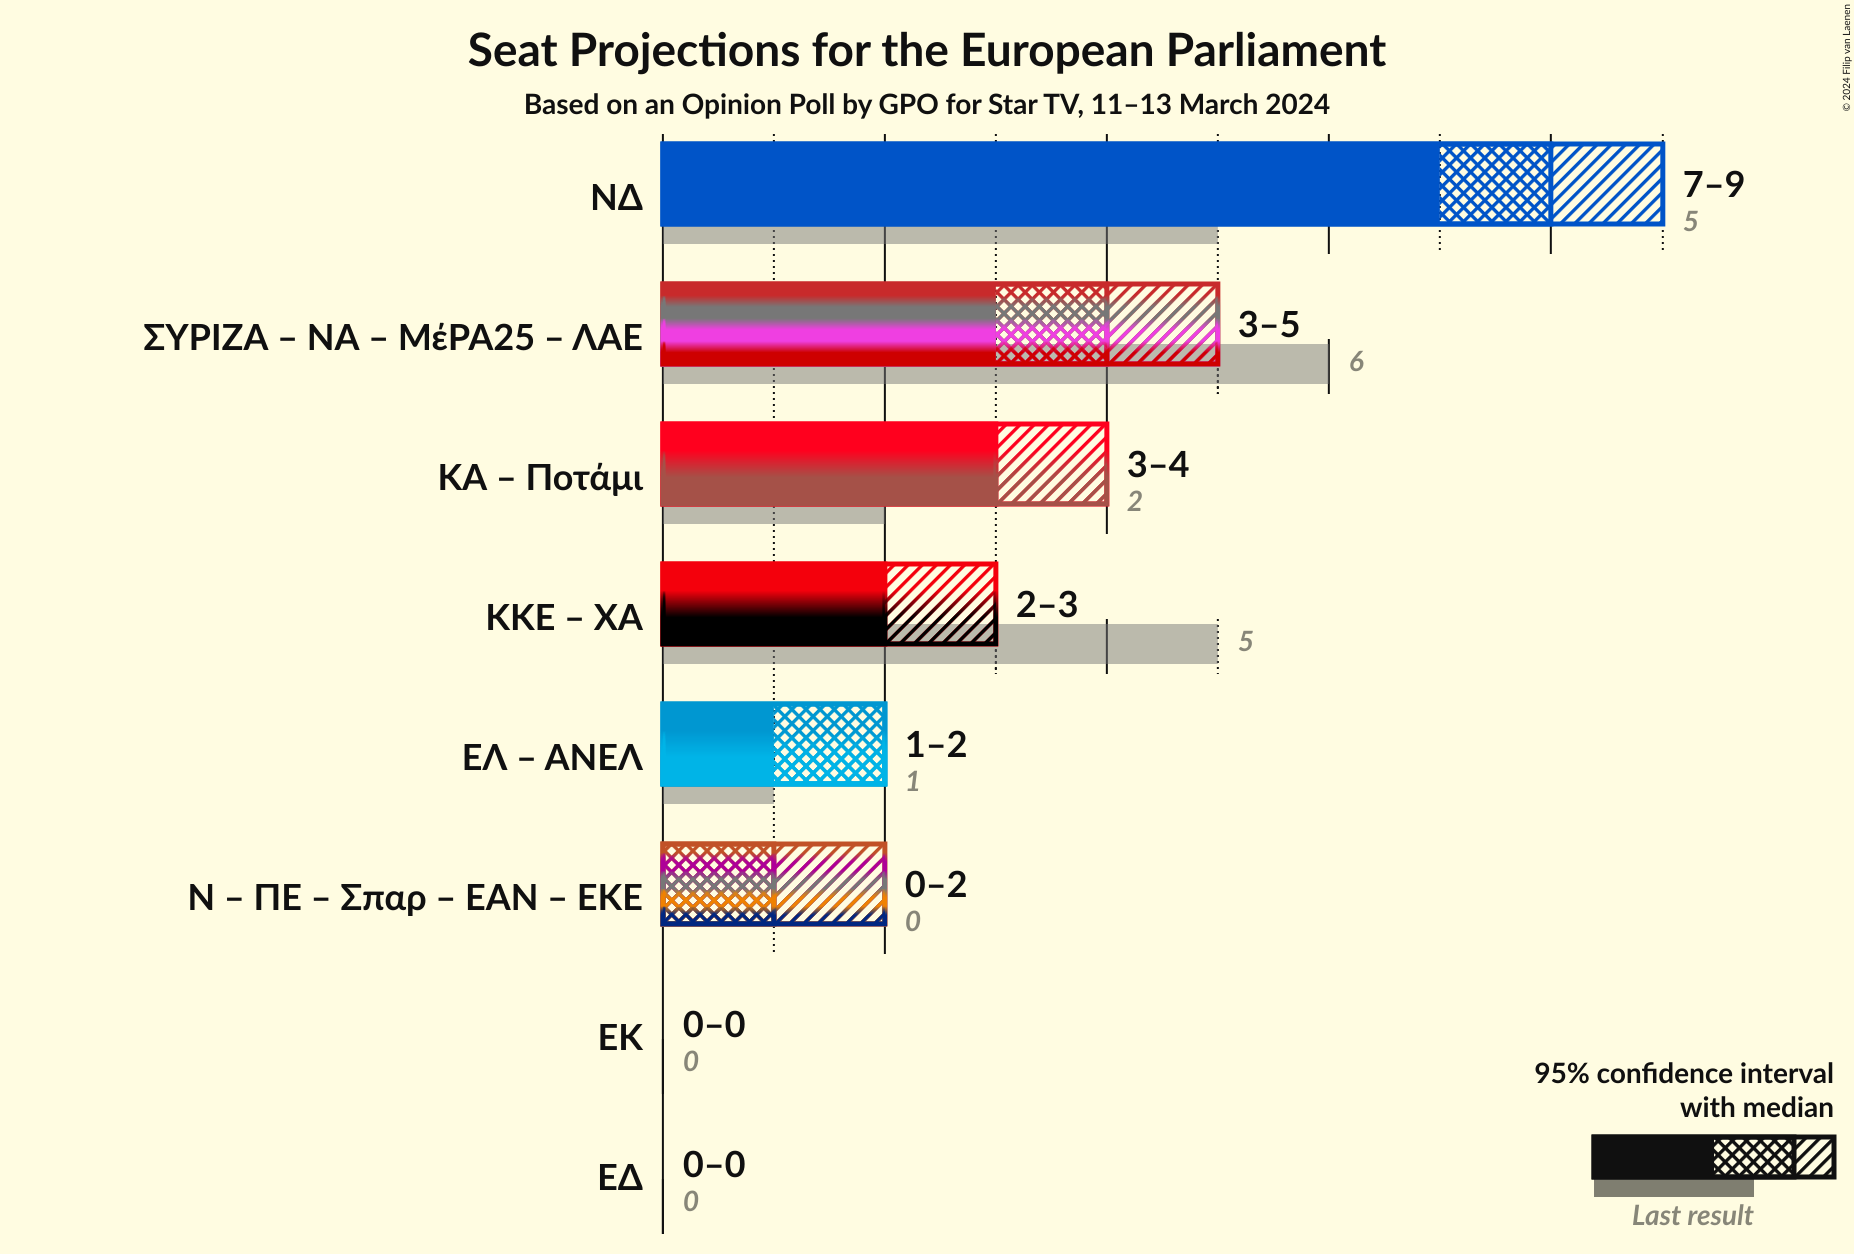 Seat Projections for the European Parliament
Based on an Opinion Poll by GPO for Star TV, 11–13 March 2024
© 2024 Filip van Laenen
ΝΔ
7–9
5
ΣΥΡΙΖΑ – ΝΑ – ΜέΡΑ25 – ΛΑΕ
3–5
6
ΚΑ – Ποτάμι
3–4
2
ΚΚΕ – ΧΑ
2–3
5
ΕΛ – ΑΝΕΛ
1–2
1
Ν – ΠΕ – Σπαρ – ΕΑΝ – ΕΚΕ
0–2
0
ΕΚ
0–0
0
ΕΔ
0–0
0
95% confidence interval
with median
Last result